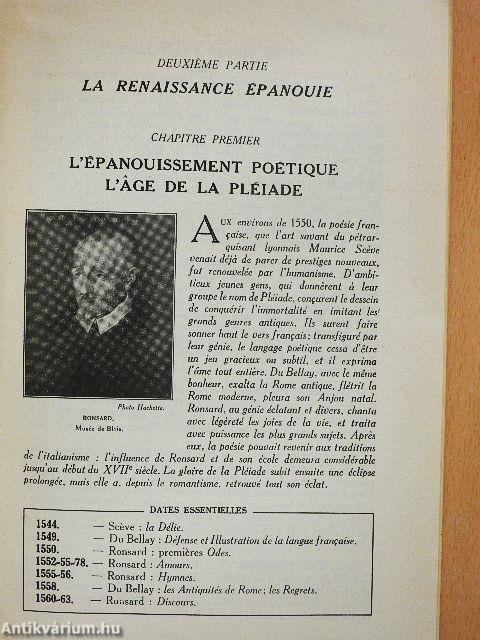 DEUXIÈME PARTIE
LA RENAISSANCE ÉPANOUIE
CHAPITRE PREMIER
L'ÉPANOUISSEMENT POÉTIQUE
L'ÂGE DE LA PLÉIADE
Photo Hachette.
RONSARD.
Musée de Blois.
AUX environs de 1550, la poésie fran-
çaise, que l'art savant du pétrar-
quisant lyonnais Maurice Scève
venait déjà de parer de prestiges nouveaux,
fut renouvelée par l'humanisme. D'ambi-
tieux jeunes gens, qui donnèrent à leur
groupe le nom de Pléiade, conçurent le dessein
de conquérir l'immortalité en imitant les
grands genres antiques. Ils surent faire
sonner haut le vers français; transfiguré par
leur génie, le langage poétique cessa d'être
un jeu gracieux ou subtil, et il exprima
l'âme tout entière. Du Bellay, avec le même
bonheur, exalta la Rome antique, flétrit la
Rome moderne, pleura son Anjou natal.
Ronsard, au génie éclatant et divers, chanta
avec légèreté les joies de la vie, et traita
avec puissance les plus grands sujets. Après
eux, la poésie pouvait revenir aux traditions
de l'italianisme : l'influence de Ronsard et de son école demeura considérable
jusqu'au début du XVIIe siècle. La gloire de la Pléiade subit ensuite une éclipse
prolongée, mais elle a, depuis le romantisme, retrouvé tout son éclat.
DATES ESSENTIELLES
1544. — Scève : la Délie.
1549. — Du Bellay : Défense et Illustration de la langue française.
1550. — Ronsard : premières Odes.
1552-55-78. — Ronsard : Amours.
1555-56. — Ronsard : Hymnes.
1558. — Du Bellay : les Antiquités de Rome; les Regrets.
1560-63. — Ronsard : Discours.
Antikvárium.hu